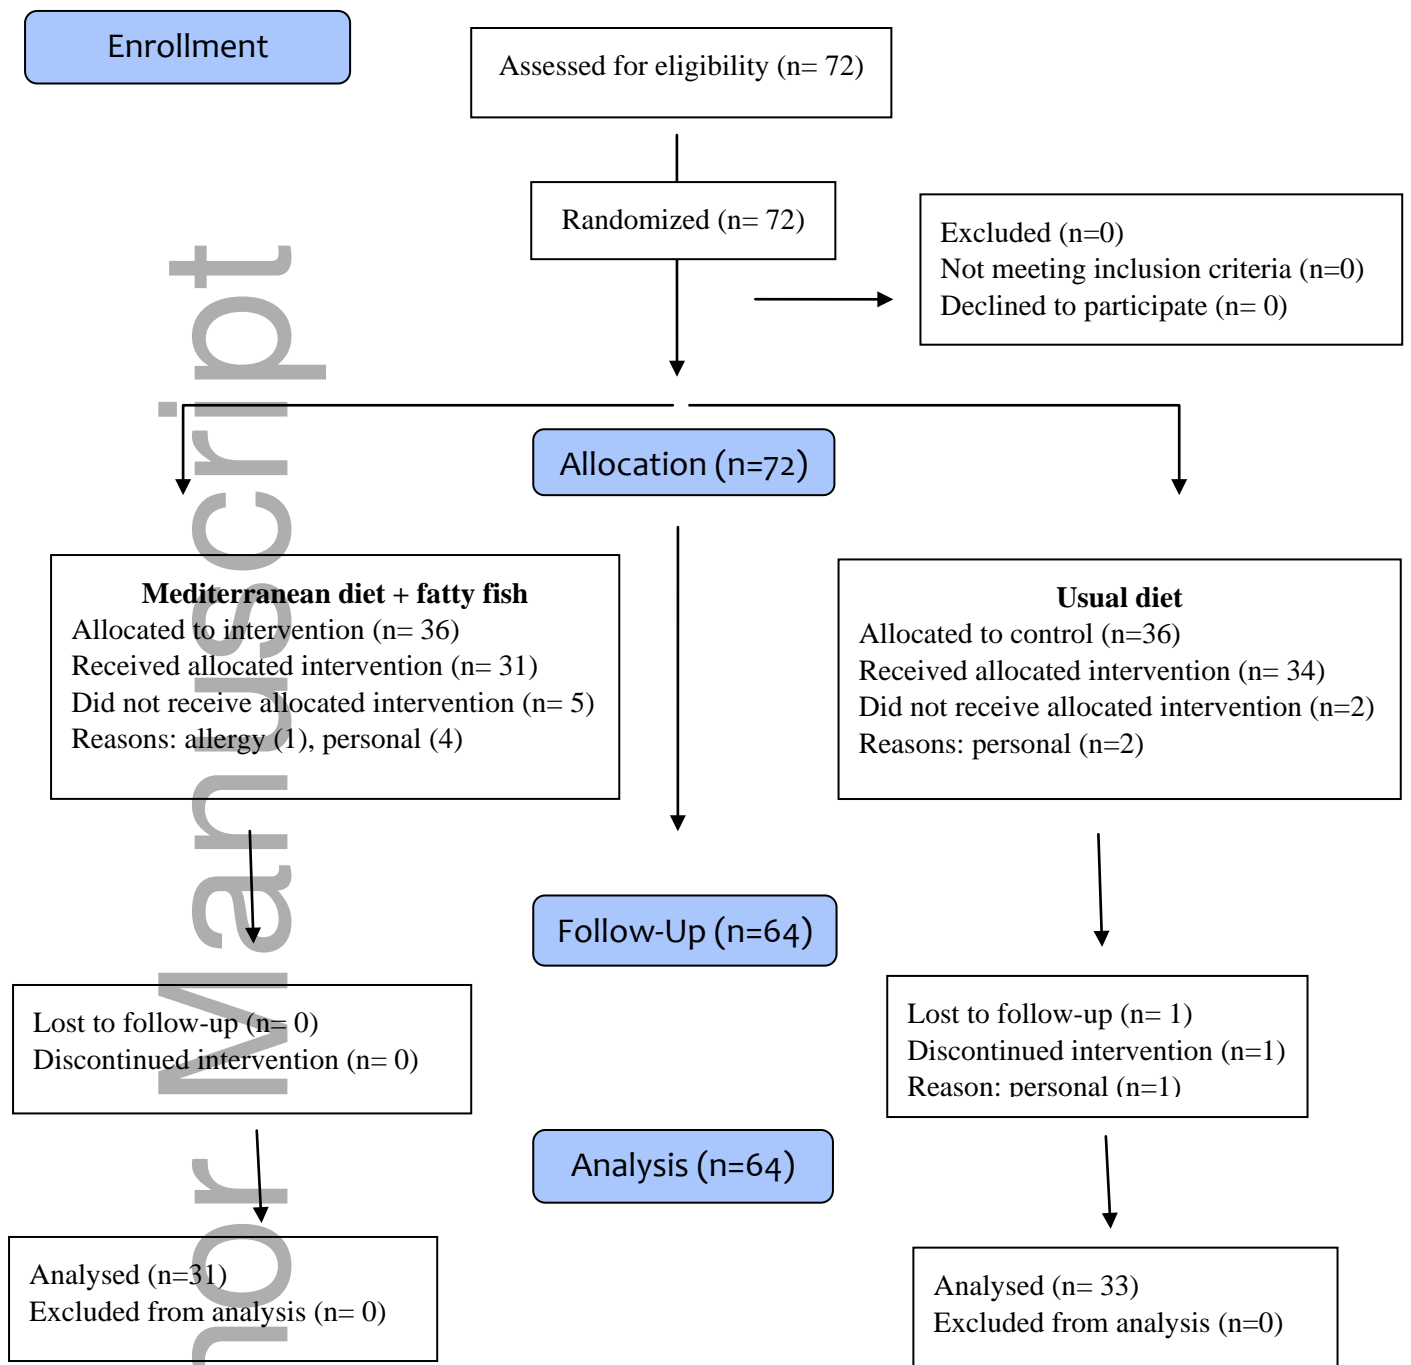 Enrollment
Assessed for eligibility (n= 72)
Randomized (n= 72)
Excluded (n=0)
Not meeting inclusion criteria (n=0)
Declined to participate (n= 0)
Allocation (n=72)
Mediterranean diet + fatty fish
Allocated to intervention (n= 36)
Received allocated intervention (n= 31)
Did not receive allocated intervention (n= 5)
Reasons: allergy (1), personal (4)
Usual diet
Allocated to control (n=36)
Received allocated intervention (n= 34)
Did not receive allocated intervention (n=2)
Reasons: personal (n=2)
Follow-Up (n=64)
Lost to follow-up (n= 0)
Discontinued intervention (n= 0)
Lost to follow-up (n= 1)
Discontinued intervention (n=1)
Reason: personal (n=1)
Analysis (n=64)
Analysed (n=31)
Excluded from analysis (n= 0)
Analysed (n= 33)
Excluded from analysis (n=0)
Manuscript